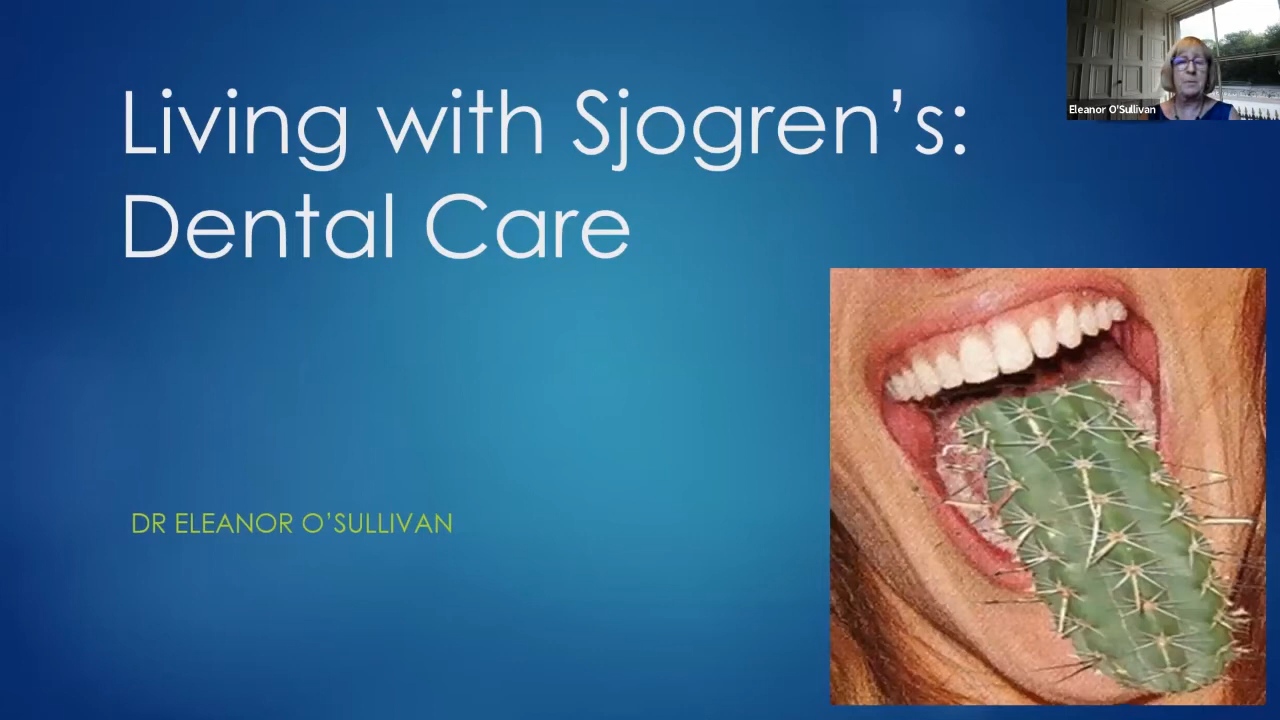 Living with Sjogren’s:
Dental Care
DR ELEANOR O’SULLIVAN
Eleanor O'Sullivan